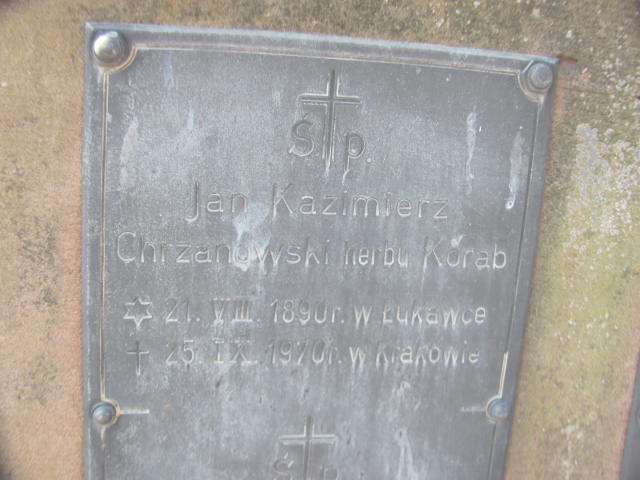 Ś P
Jan Kazimierz
Chrzanowski herbu Korab
21. VIII. 1890r. w Łukawce
25. IX. 1970r. w Krakowie
Ś P